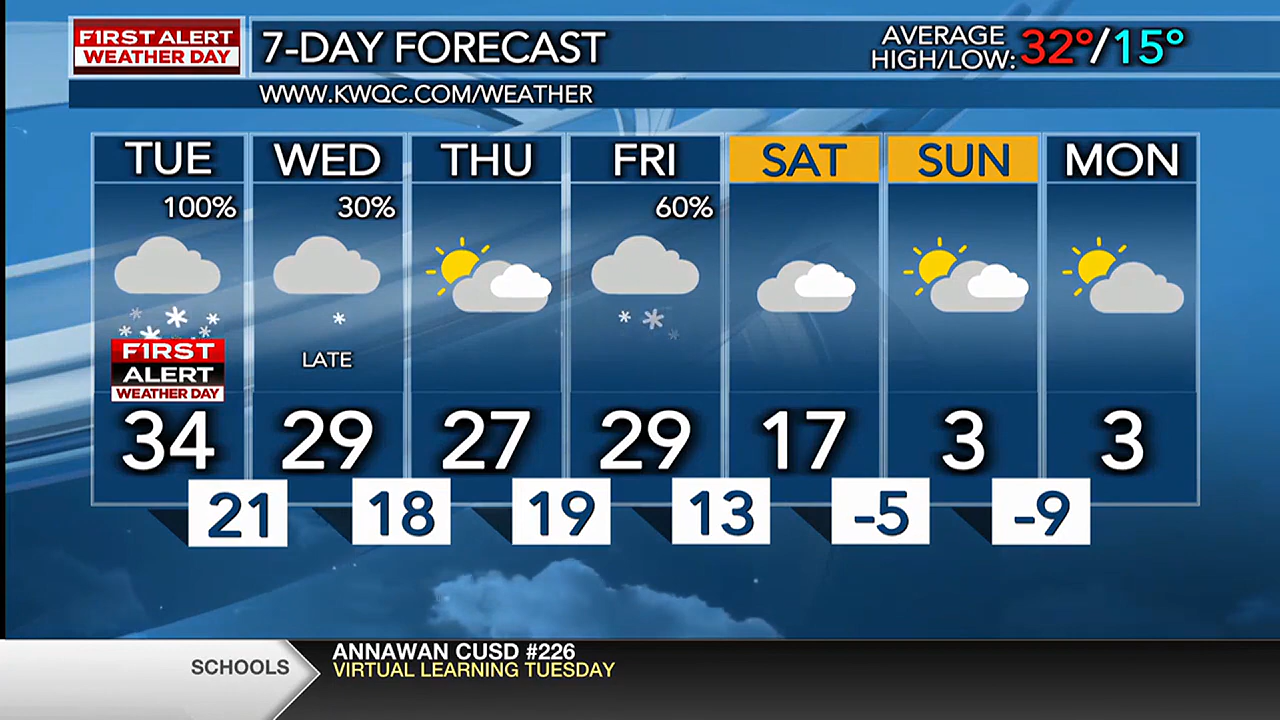 FIRST ALERT
WEATHER DAY
7-DAY FORECAST
AVERAGE
HIGH/LOW: 32°/15°
WWW.KWQC.COM/WEATHER
TUE WED THU FRI SAT SUN MON
100% 30% 60%
FIRST
ALERT
WEATHER DAY
LATE
34 29 27 29 17 3 3
21 18 19 13 -5 -9
SCHOOLS
ANNAWAN CUSD #226
VIRTUAL LEARNING TUESDAY